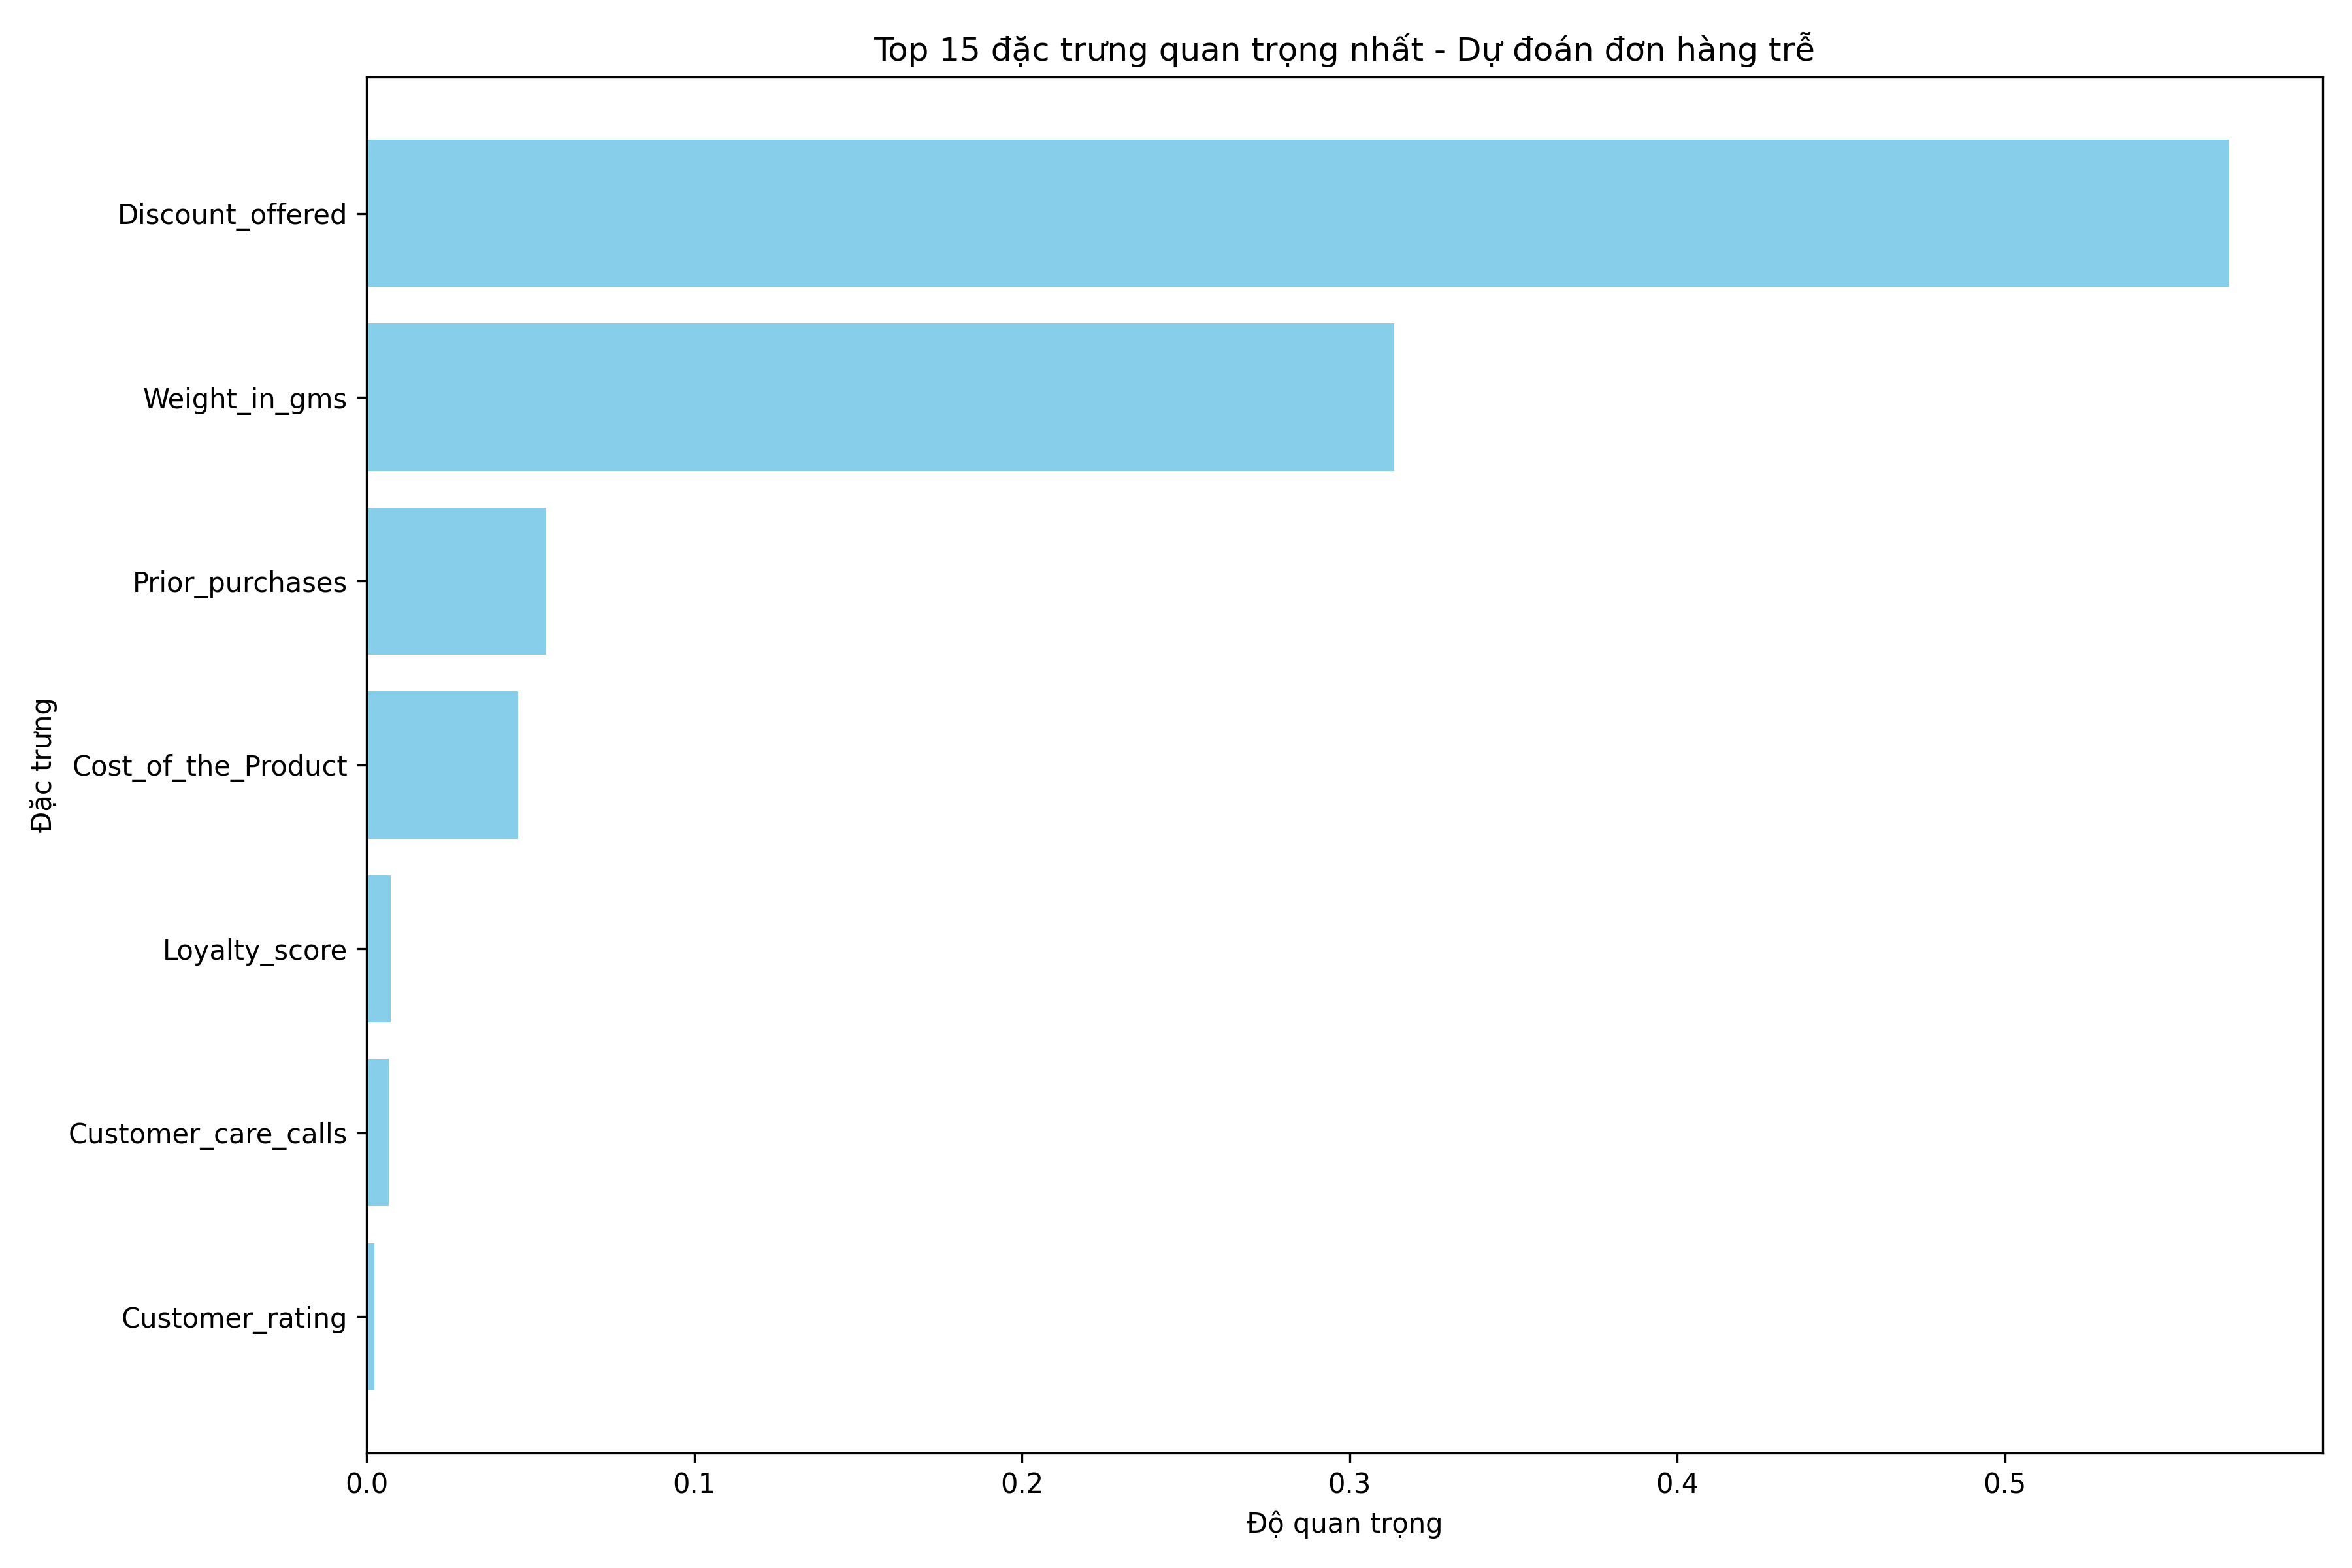 Top 15 đặc trưng quan trọng nhất - Dự đoán đơn hàng trễ
Discount_offered
Weight_in_gms
Prior_purchases
Cost_of_the_Product
Loyalty_score
Customer_care_calls
Customer_rating
Đặc trưng
0.0 0.1 0.2 0.3 0.4 0.5
Độ quan trọng